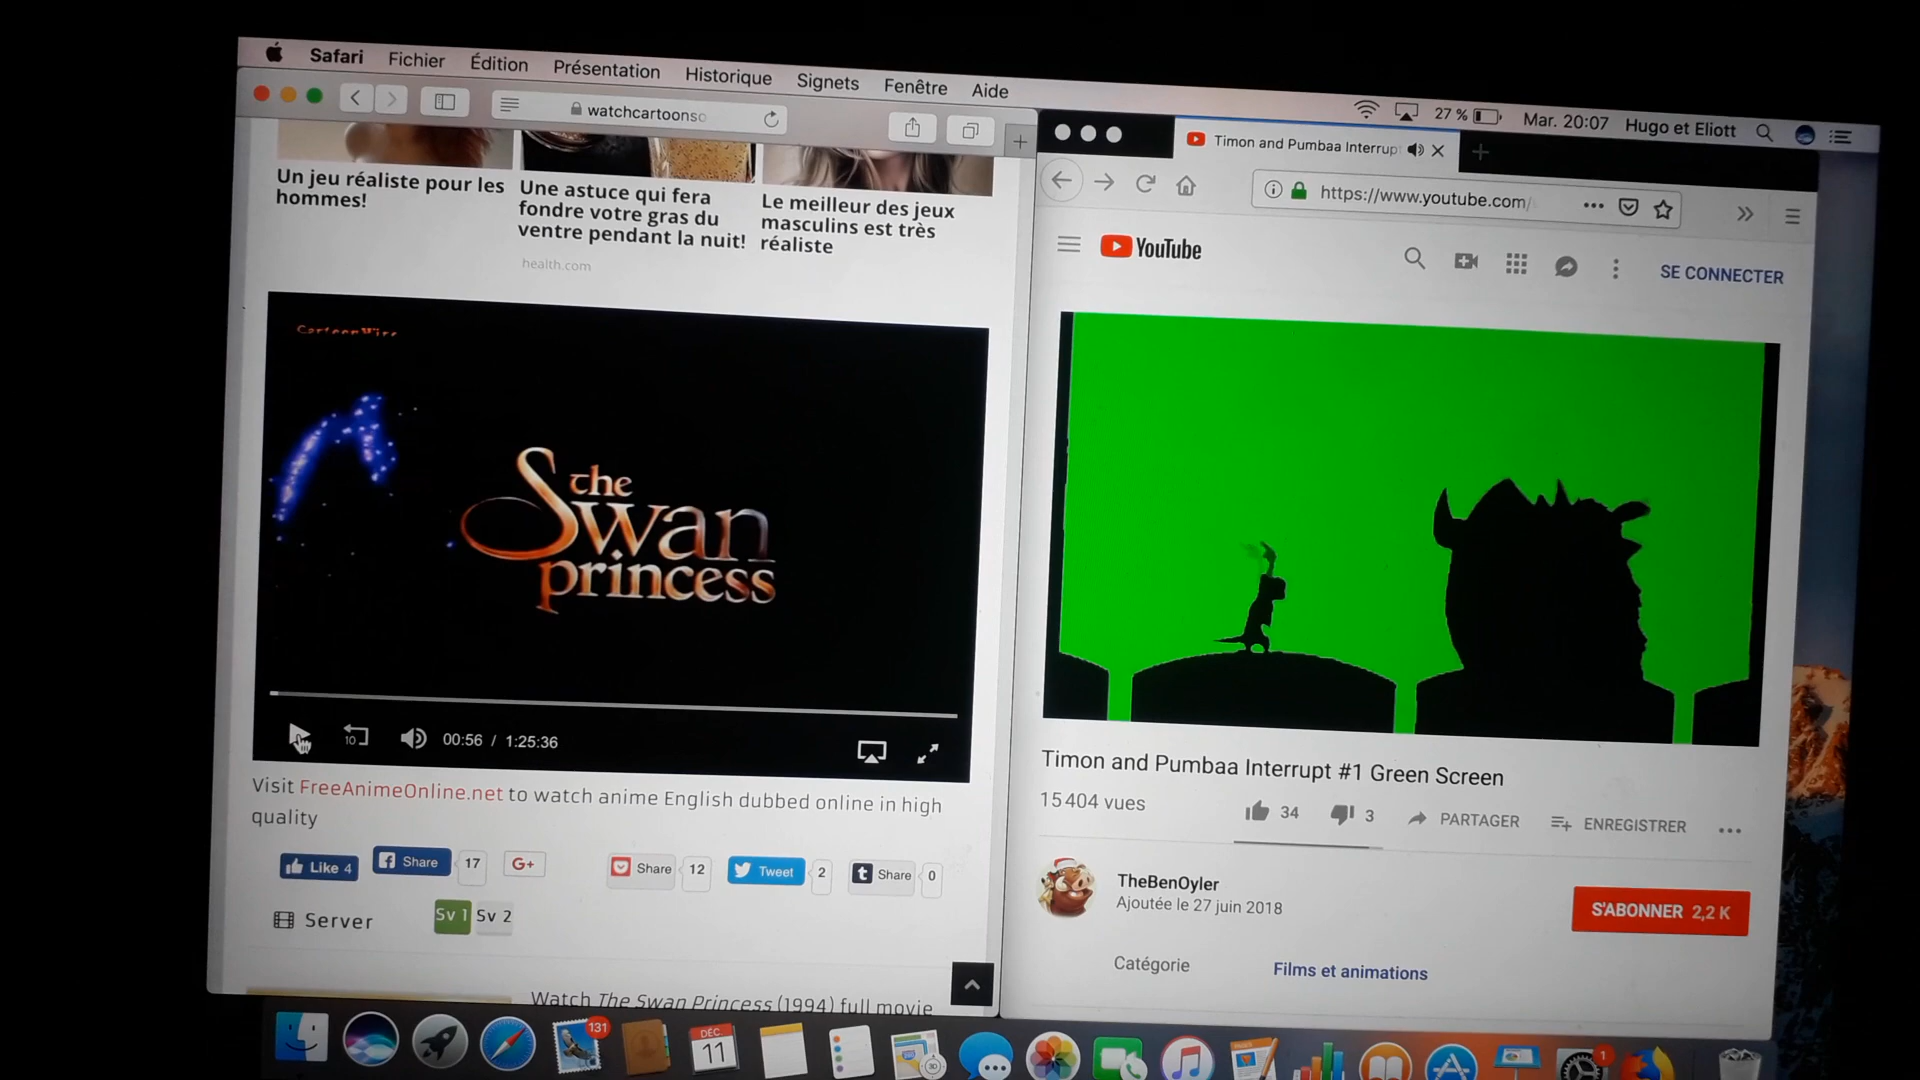 Safari Fichier Édition Présentation Historique Signets Fenêtre Aide
27 % Mar. 20:07 Hugo et Eliott
watchcartoonso
Un jeu réaliste pour les
hommes!
Une astuce qui fera
fondre votre gras du
ventre pendant la nuit!
health.com
Le meilleur des jeux
masculins est très
réaliste
CartoonWire
the
Swan
princess
10
00:56 / 1:25:36
Visit FreeAnimeOnline.net to watch anime English dubbed online in high
quality
Like 4 Share 17 G+ Share 12 Tweet 2 Share 0
Server Sv 1 Sv 2
Watch The Swan Princess (1994) full movie
Timon and Pumbaa Interrup
https://www.youtube.com/
YouTube
SE CONNECTER
Timon and Pumbaa Interrupt #1 Green Screen
15 404 vues
34 3 PARTAGER ENREGISTRER
TheBenOyler
Ajoutée le 27 juin 2018
S'ABONNER 2,2 K
Catégorie Films et animations
131
DÉC.
11
3D
1